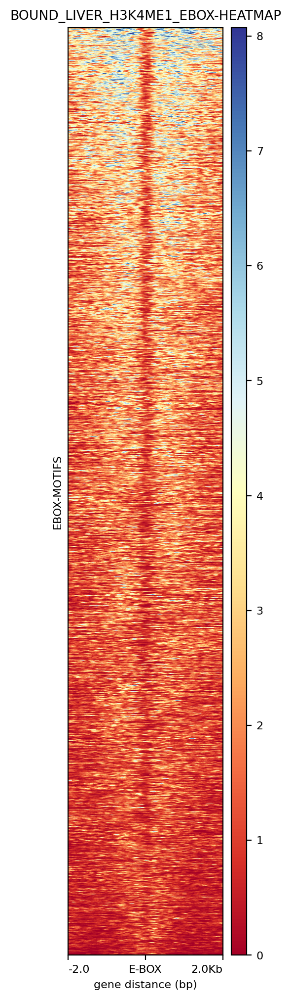 BOUND_LIVER_H3K4ME1_EBOX-HEATMAP
8
7
6
5
4
3
2
1
0
EBOX-MOTIFS
-2.0 E-BOX 2.0Kb
gene distance (bp)